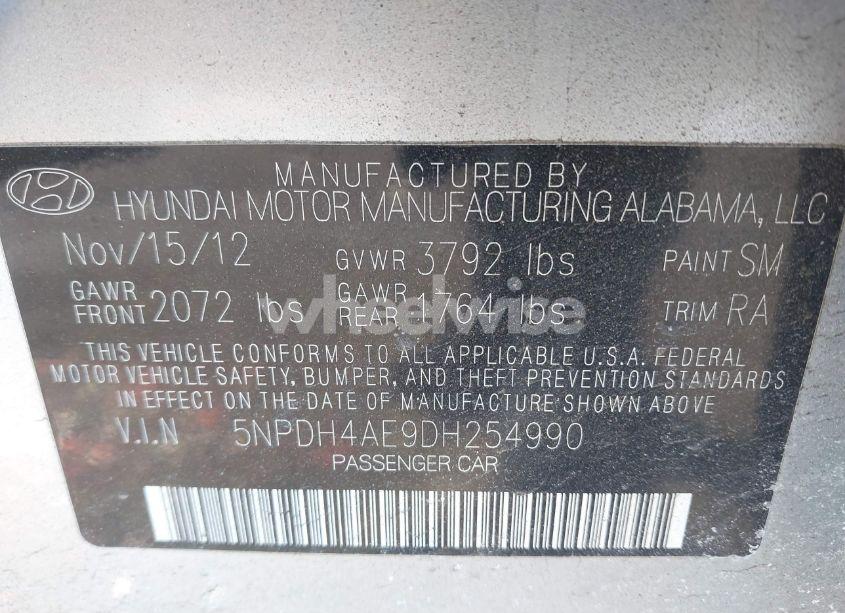 MANUFACTURED BY
HYUNDAI MOTOR MANUFACTURING ALABAMA, LLC
Nov/15/12 GVWR 3792 lbs PAINT SM
GAWR FRONT 2072 lbs GAWR REAR 1764 lbs TRIM RA
wheelwise
THIS VEHICLE CONFORMS TO ALL APPLICABLE U.S.A. FEDERAL
MOTOR VEHICLE SAFETY, BUMPER, AND THEFT PREVENTION STANDARDS
IN EFFECT ON THE DATE OF MANUFACTURE SHOWN ABOVE.
V.I.N 5NPDH4AE9DH254990
PASSENGER CAR